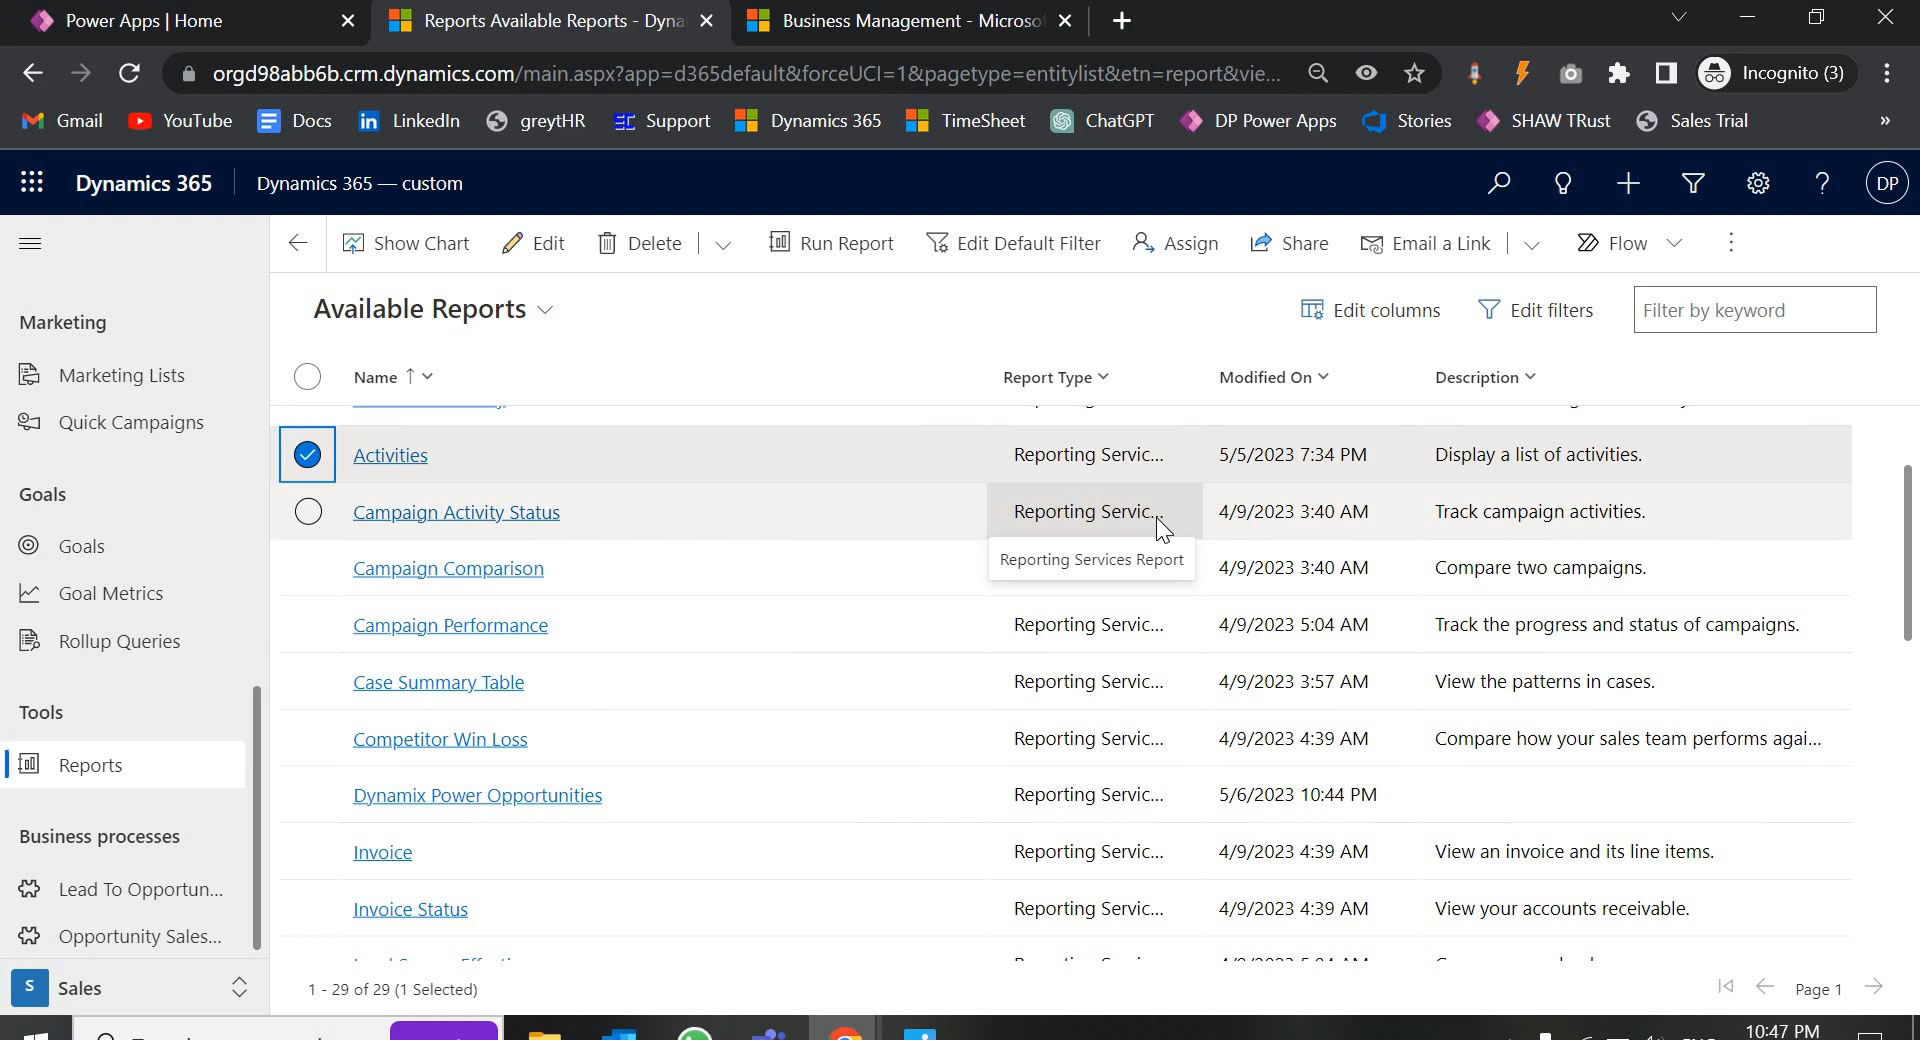 Power Apps | Home
Reports Available Reports - Dyna
Business Management - Microso
orgd98abb6b.crm.dynamics.com/main.aspx?app=d365default&forceUCI=1&pagetype=entitylist&etn=report&vie...
Incognito (3)
Gmail
YouTube
Docs
LinkedIn
greytHR
Support
Dynamics 365
TimeSheet
ChatGPT
DP Power Apps
Stories
SHAW TRust
Sales Trial
»
Dynamics 365
Dynamics 365 — custom
DP
Show Chart
Edit
Delete
Run Report
Edit Default Filter
Assign
Share
Email a Link
Flow
Available Reports
Edit columns
Edit filters
Filter by keyword
Marketing
Marketing Lists
Quick Campaigns
Goals
Goals
Goal Metrics
Rollup Queries
Tools
Reports
Business processes
Lead To Opportun...
Opportunity Sales...
S Sales
Name
Report Type
Modified On
Description
Activities Reporting Servic... 5/5/2023 7:34 PM Display a list of activities.
Campaign Activity Status Reporting Servic... 4/9/2023 3:40 AM Track campaign activities.
Reporting Services Report
Campaign Comparison 4/9/2023 3:40 AM Compare two campaigns.
Campaign Performance Reporting Servic... 4/9/2023 5:04 AM Track the progress and status of campaigns.
Case Summary Table Reporting Servic... 4/9/2023 3:57 AM View the patterns in cases.
Competitor Win Loss Reporting Servic... 4/9/2023 4:39 AM Compare how your sales team performs agai...
Dynamix Power Opportunities Reporting Servic... 5/6/2023 10:44 PM
Invoice Reporting Servic... 4/9/2023 4:39 AM View an invoice and its line items.
Invoice Status Reporting Servic... 4/9/2023 4:39 AM View your accounts receivable.
1 - 29 of 29 (1 Selected)
Page 1
10:47 PM